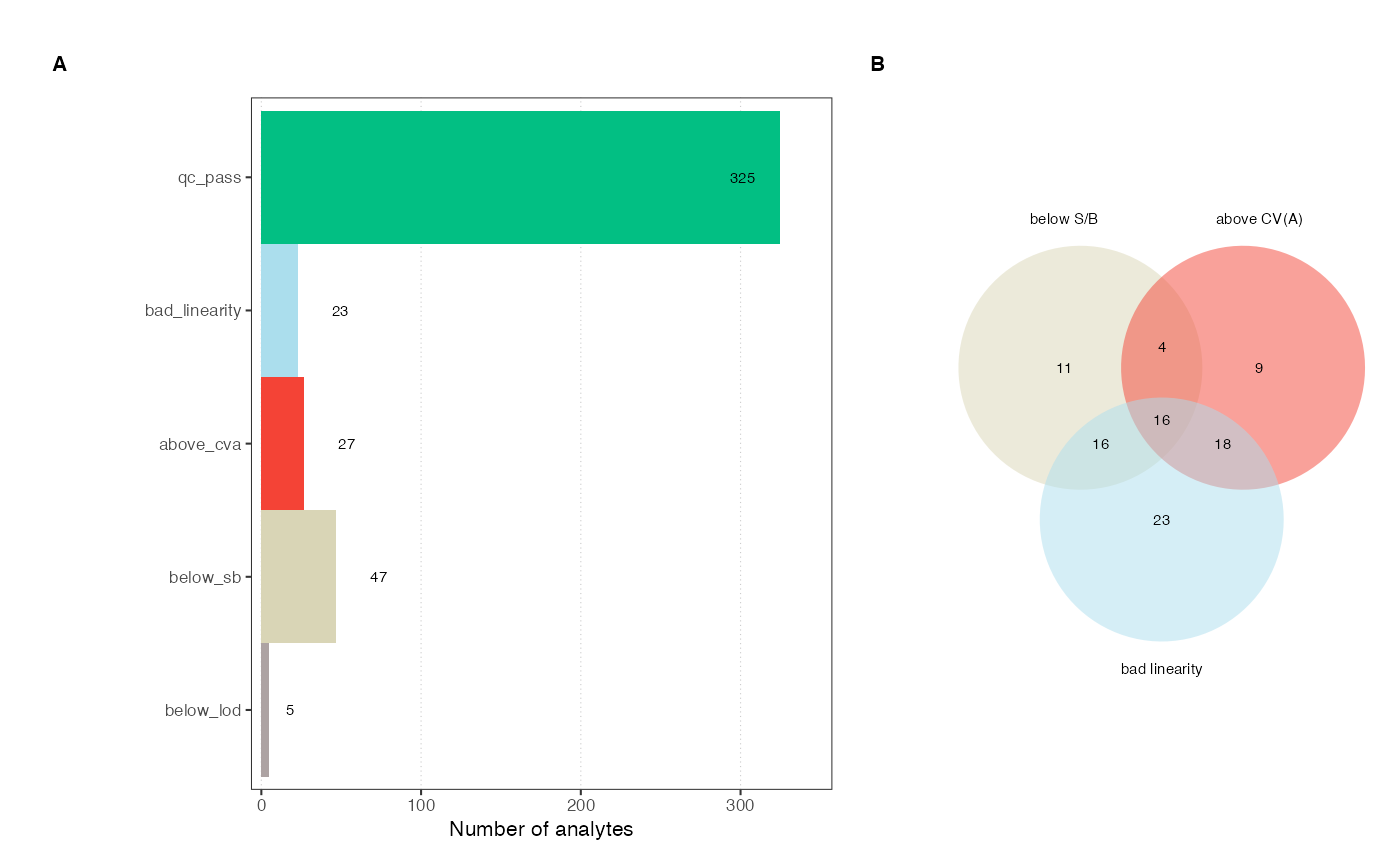 A
qc_pass
325
bad_linearity
23
above_cva
27
below_sb
47
below_lod
5
0 100 200 300
Number of analytes
B
below S/B above CV(A)
4
11 9
16
16 18
23
bad linearity